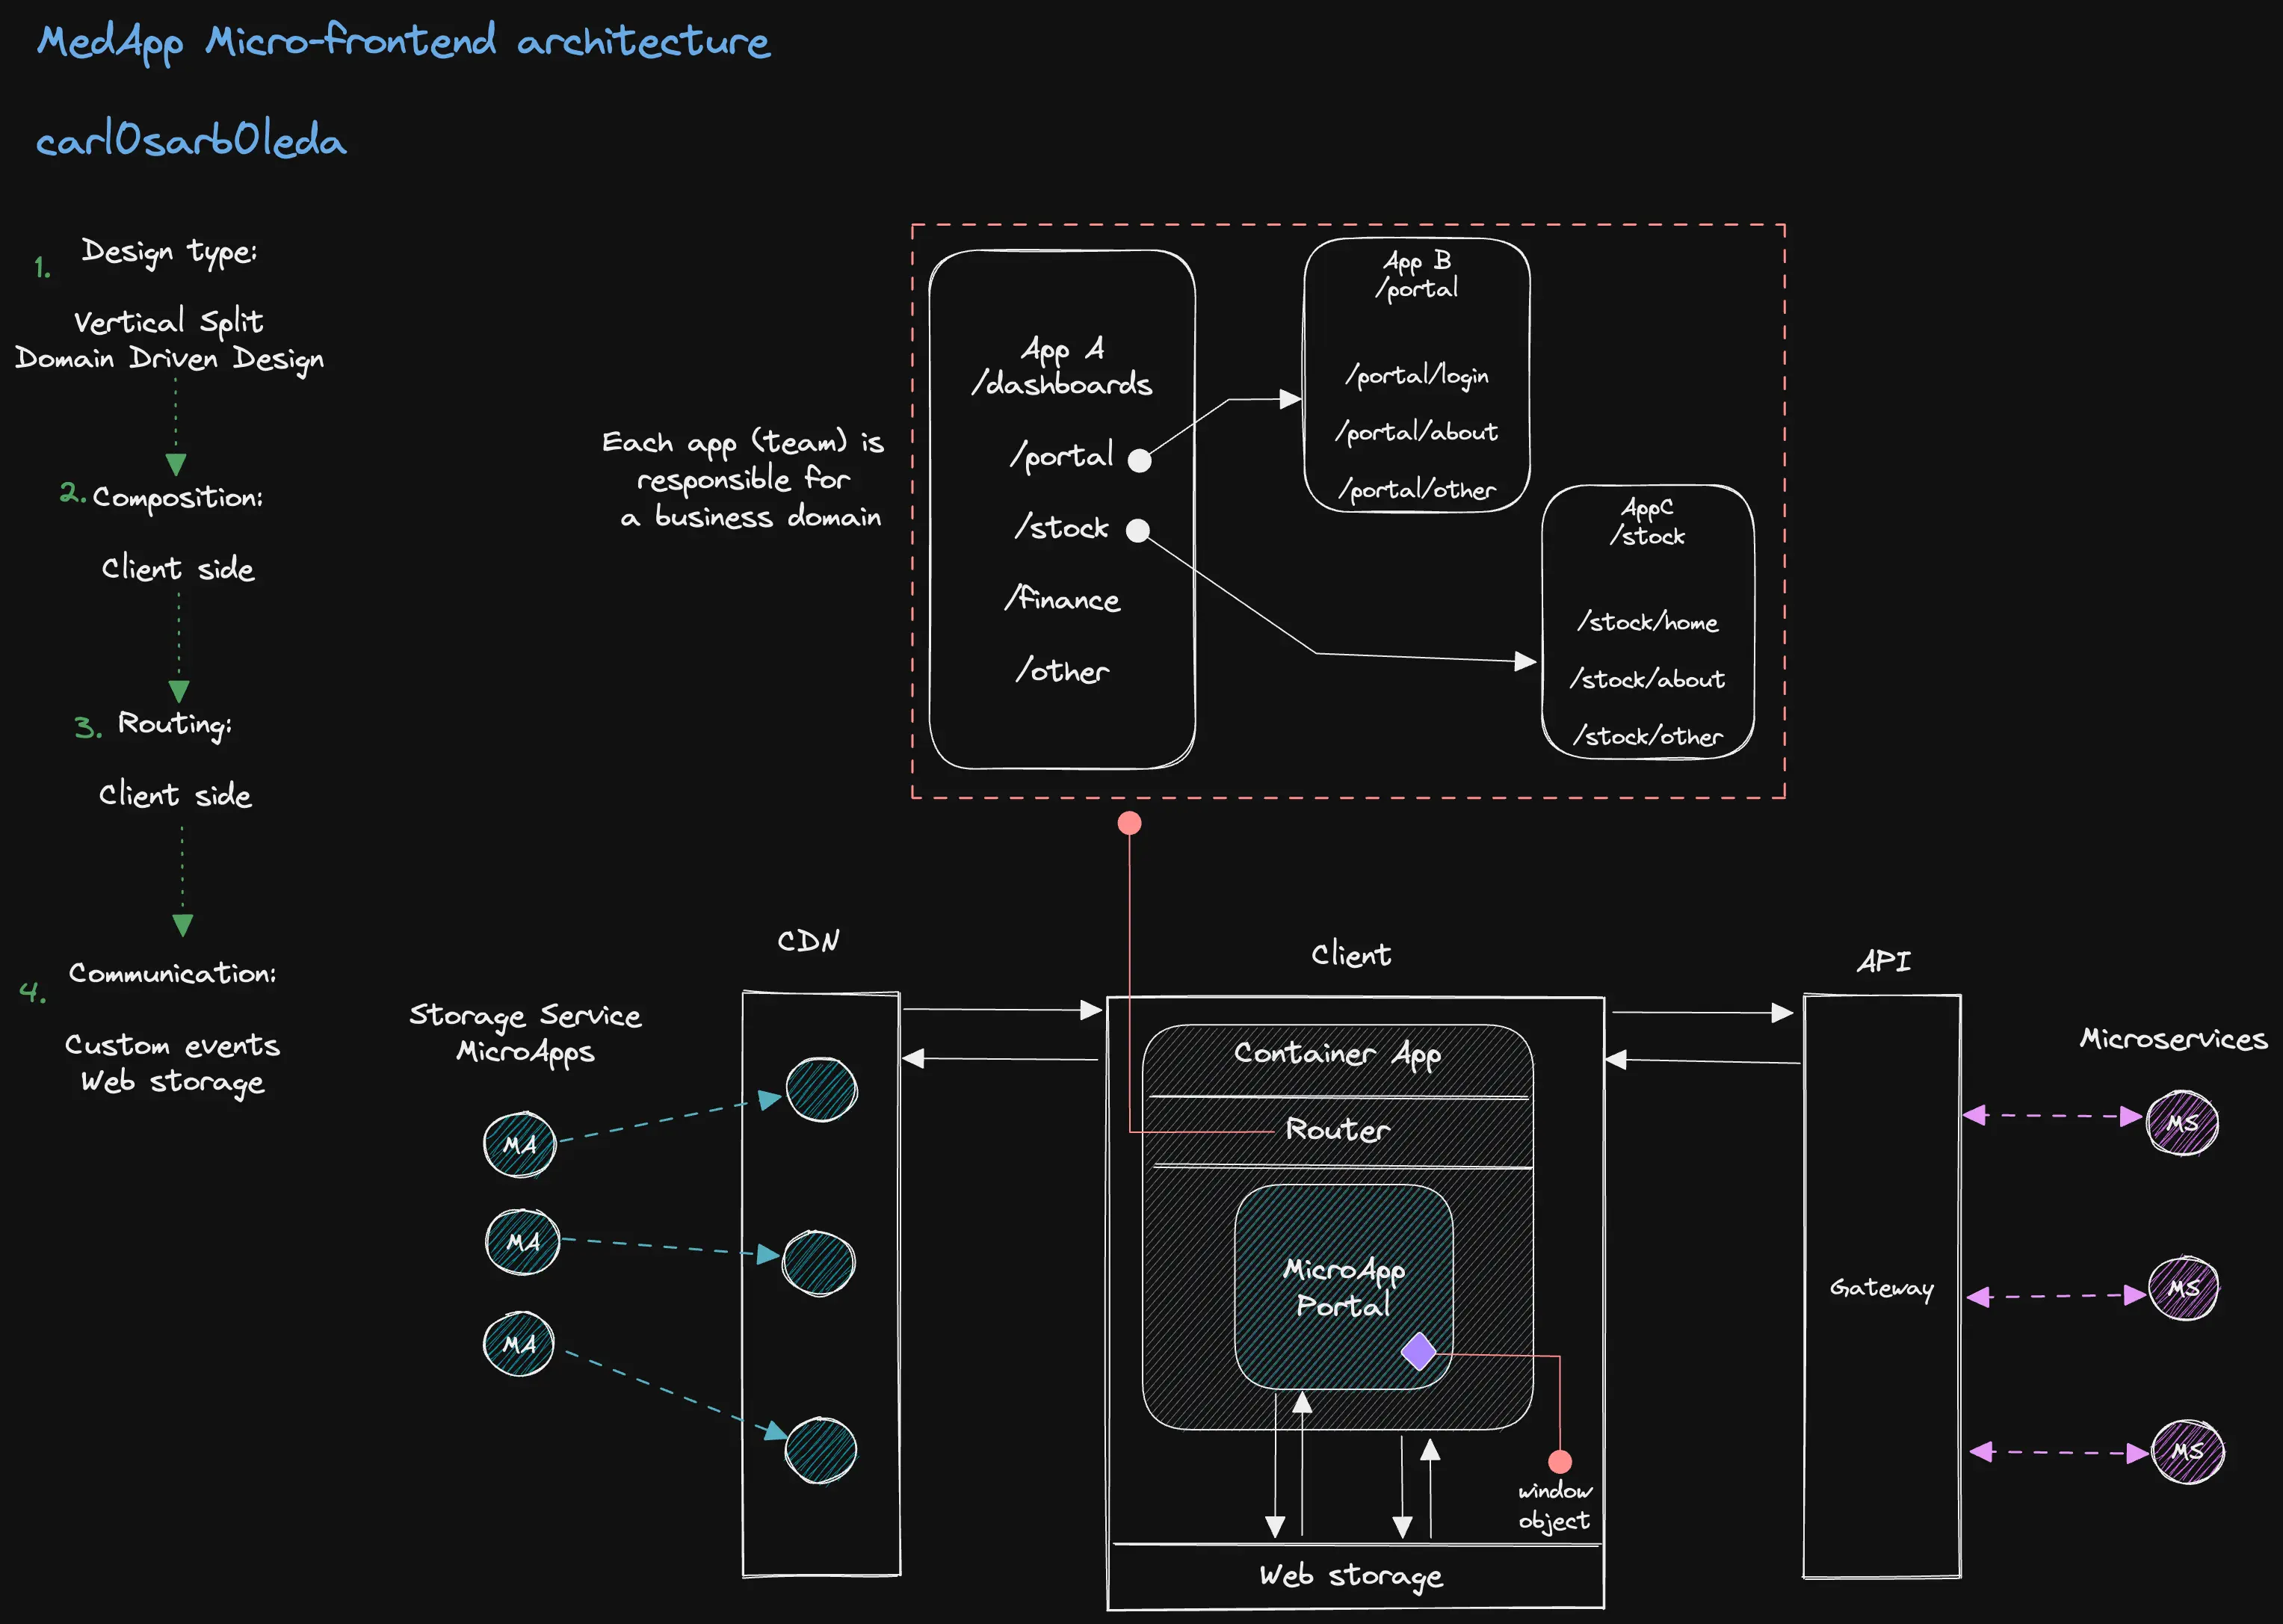 MedApp Micro-frontend architecture
carl0sarb0leda
1.
Design type:
Vertical Split
Domain Driven Design
2.
Composition:
Client side
3.
Routing:
Client side
4.
Communication:
Custom events
Web storage
Each app (team) is
responsible for
a business domain
App A
/dashboards
/portal
/stock
/finance
/other
App B
/portal
/portal/login
/portal/about
/portal/other
AppC
/stock
/stock/home
/stock/about
/stock/other
Storage Service
MicroApps
MA
MA
MA
CDN
Client
Container App
Router
MicroApp
Portal
window
object
Web storage
API
Gateway
Microservices
MS
MS
MS